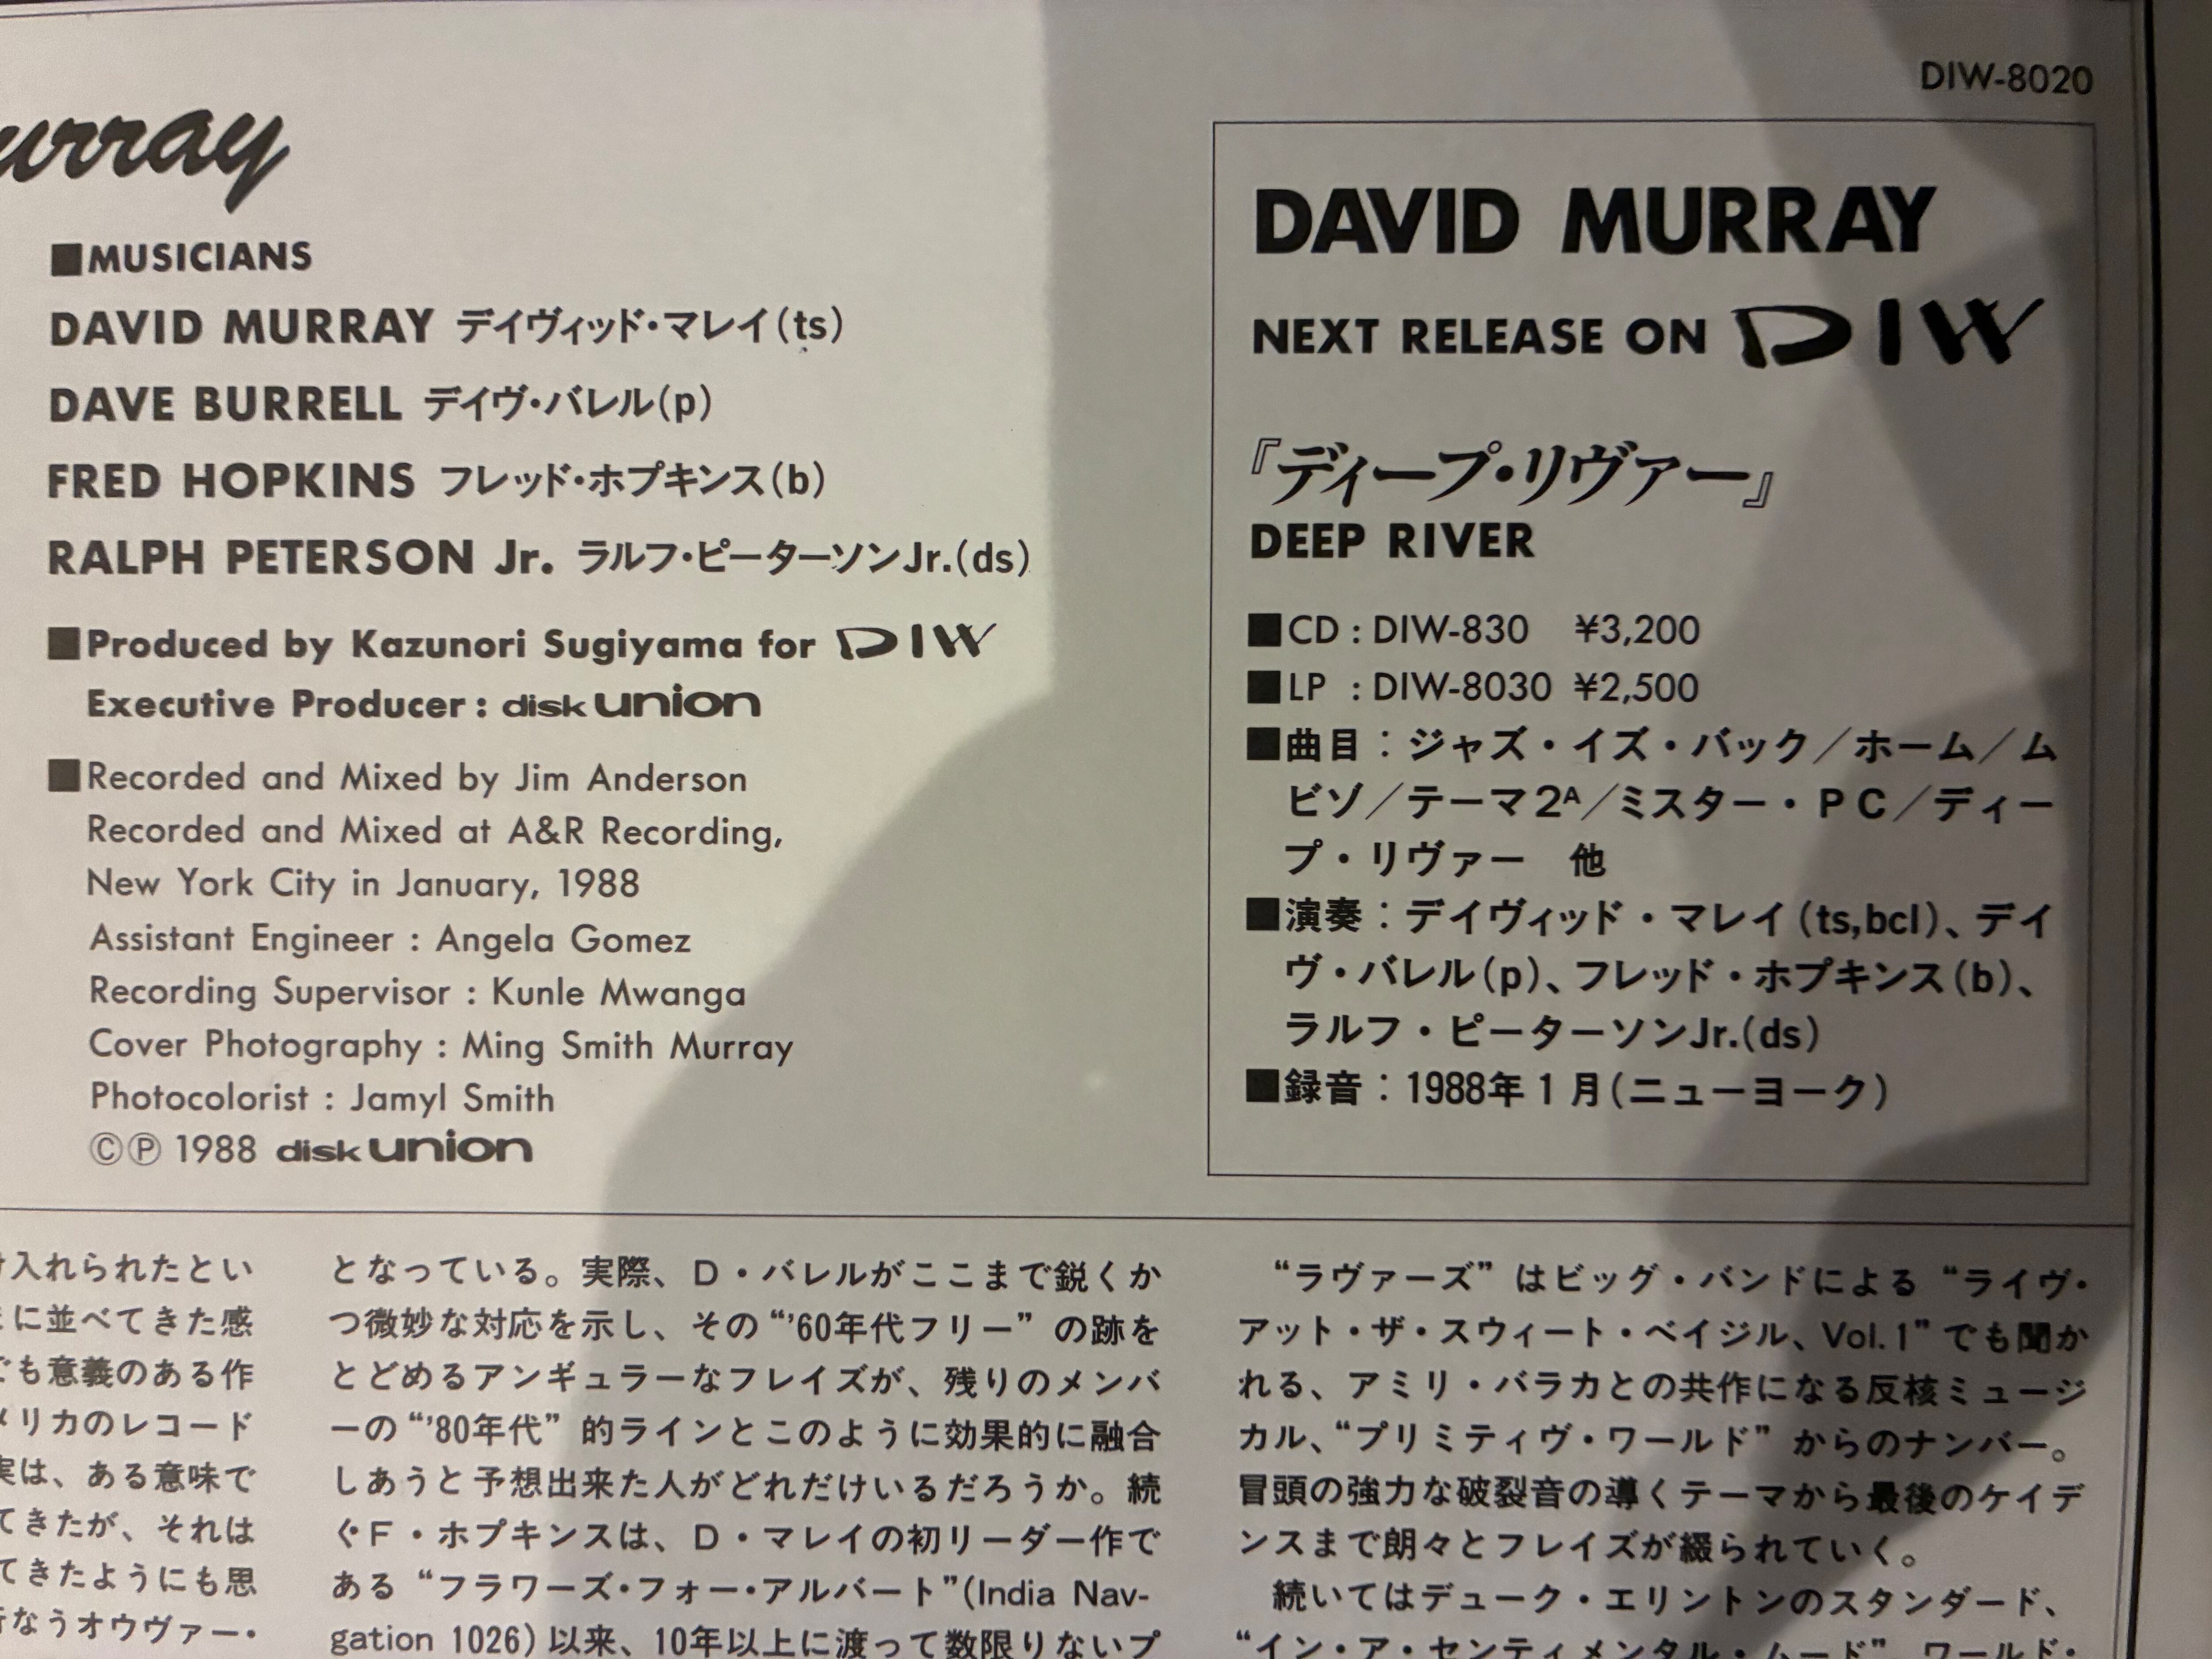 DIW-8020
urray
■MUSICIANS
DAVID MURRAY デイヴィッド・マレイ(ts)
DAVE BURRELL デイヴ・バレル(p)
FRED HOPKINS フレッド・ホプキンス(b)
RALPH PETERSON Jr. ラルフ・ピーターソンJr.(ds)
■Produced by Kazunori Sugiyama for DIW
Executive Producer : disk union
■Recorded and Mixed by Jim Anderson
Recorded and Mixed at A&R Recording,
New York City in January, 1988
Assistant Engineer : Angela Gomez
Recording Supervisor : Kunle Mwanga
Cover Photography : Ming Smith Murray
Photocolorist : Jamyl Smith
ⒸⓅ 1988 disk union
DAVID MURRAY
NEXT RELEASE ON DIW
『ディープ・リヴァー』
DEEP RIVER
■CD : DIW-830 ¥3,200
■LP : DIW-8030 ¥2,500
■曲目：ジャズ・イズ・バック／ホーム／ム
ビゾ／テーマ2ᴬ／ミスター・PC／ディー
プ・リヴァー 他
■演奏：デイヴィッド・マレイ(ts,bcl)、デイ
ヴ・バレル(p)、フレッド・ホプキンス(b)、
ラルフ・ピーターソンJr.(ds)
■録音：1988年1月(ニューヨーク)
入れられたとい
に並べてきた感
も意義のある作
リカのレコード
実は、ある意味で
てきたが、それは
てきたようにも思
行なうオウヴァー・
となっている。実際、D・バレルがここまで鋭くか
つ微妙な対応を示し、その“'60年代フリー”の跡を
とどめるアンギュラーなフレイズが、残りのメンバ
ーの“'80年代”的ラインとこのように効果的に融合
しあうと予想出来た人がどれだけいるだろうか。続
くF・ホプキンスは、D・マレイの初リーダー作で
ある“フラワーズ・フォー・アルバート”(India Nav-
gation 1026)以来、10年以上に渡って数限りないプ
“ラヴァーズ”はビッグ・バンドによる“ライヴ・
アット・ザ・スウィート・ベイジル、Vol.1”でも聞か
れる、アミリ・バラカとの共作になる反核ミュージ
カル、“プリミティヴ・ワールド”からのナンバー。
冒頭の強力な破裂音の導くテーマから最後のケイデ
ンスまで朗々とフレイズが綴られていく。
続いてはデューク・エリントンのスタンダード、
“イン・ア・センティメンタル・ムード”、ワールド・